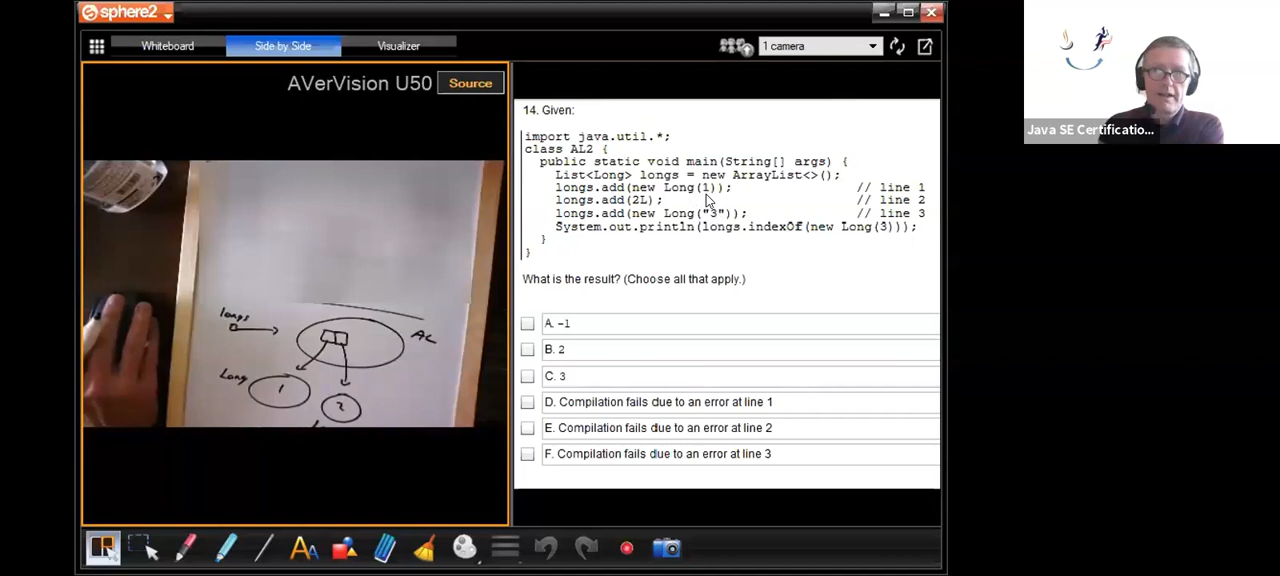 sphere2
Whiteboard
Side by Side
Visualizer
1 camera
AVerVision U50
Source
14. Given:
import java.util.*;
class AL2 {
public static void main(String[] args) {
List<Long> longs = new ArrayList<>();
longs.add(new Long(1)); // line 1
longs.add(2L); // line 2
longs.add(new Long("3")); // line 3
System.out.println(longs.indexOf(new Long(3)));
}
}
What is the result? (Choose all that apply.)
A. –1
B. 2
C. 3
D. Compilation fails due to an error at line 1
E. Compilation fails due to an error at line 2
F. Compilation fails due to an error at line 3
longs
AL
Long
1
2
Java SE Certificatio...